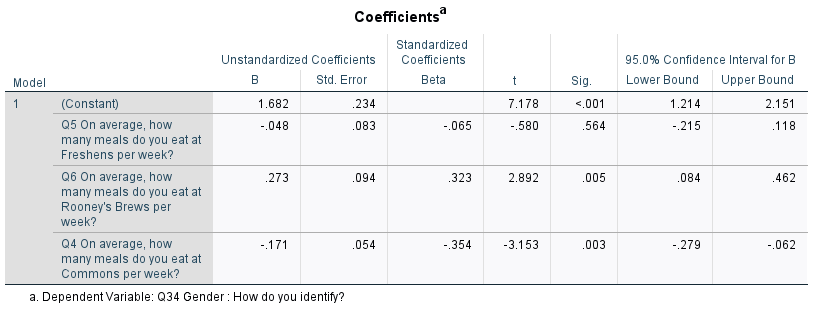 Coefficientsa
Model Unstandardized Coefficients Standardized Coefficients t Sig. 95.0% Confidence Interval for B
B Std. Error Beta Lower Bound Upper Bound
1 (Constant) 1.682 .234 7.178 <.001 1.214 2.151
Q5 On average, how many meals do you eat at Freshens per week? -.048 .083 -.065 -.580 .564 -.215 .118
Q6 On average, how many meals do you eat at Rooney's Brews per week? .273 .094 .323 2.892 .005 .084 .462
Q4 On average, how many meals do you eat at Commons per week? -.171 .054 -.354 -3.153 .003 -.279 -.062
a. Dependent Variable: Q34 Gender : How do you identify?